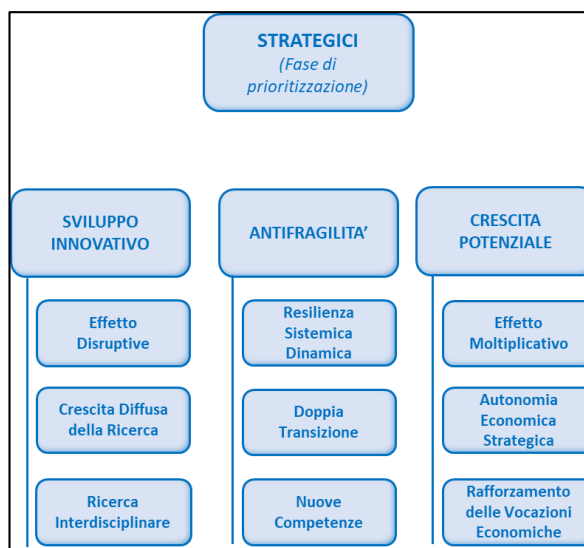 STRATEGICI
(Fase di
prioritizzazione)
SVILUPPO
INNOVATIVO
ANTIFRAGILITA’
CRESCITA
POTENZIALE
Effetto
Disruptive
Resilienza
Sistemica
Dinamica
Effetto
Moltiplicativo
Crescita Diffusa
della Ricerca
Doppia
Transizione
Autonomia
Economica
Strategica
Ricerca
Interdisciplinare
Nuove
Competenze
Rafforzamento
delle Vocazioni
Economiche